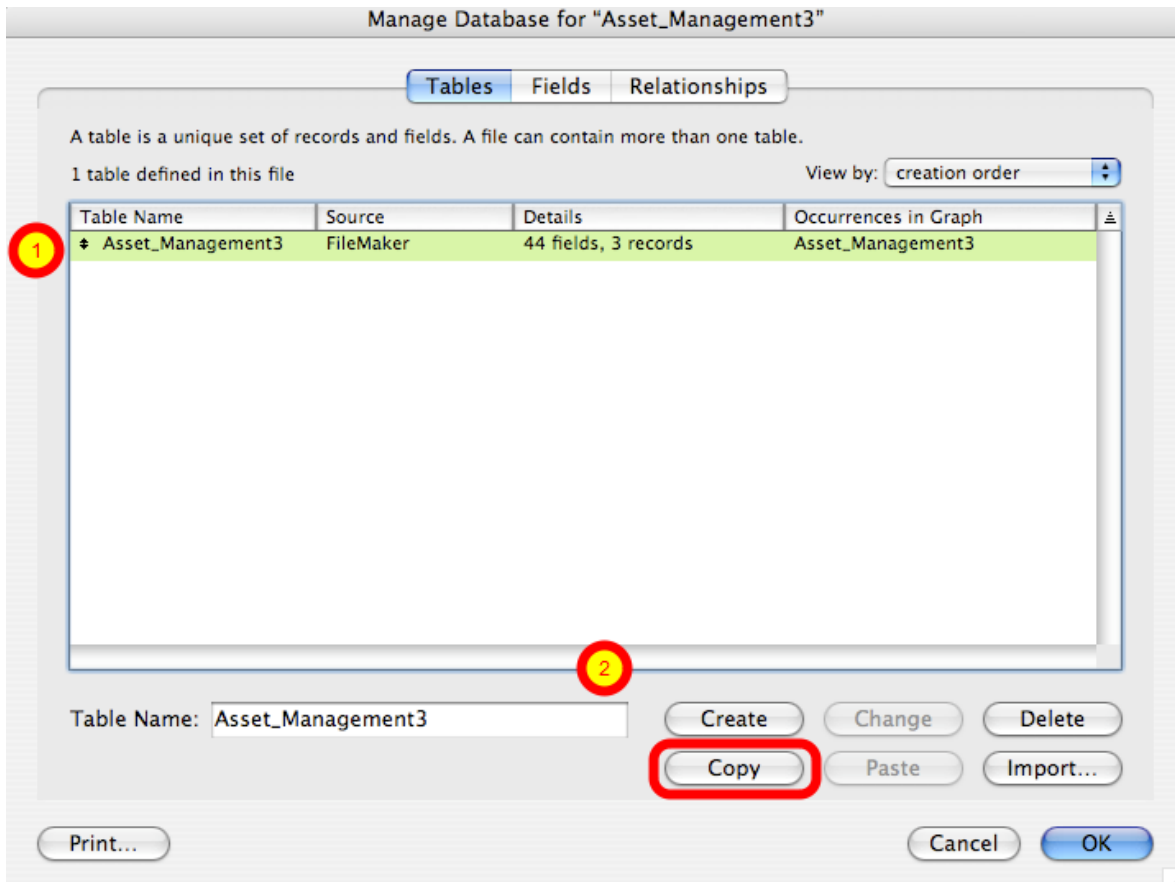 Manage Database for “Asset_Management3”
Tables Fields Relationships
A table is a unique set of records and fields. A file can contain more than one table.
1 table defined in this file View by: creation order
Table Name Source Details Occurrences in Graph
1 Asset_Management3 FileMaker 44 fields, 3 records Asset_Management3
2
Table Name: Asset_Management3 Create Change Delete
Copy Paste Import...
Print... Cancel OK